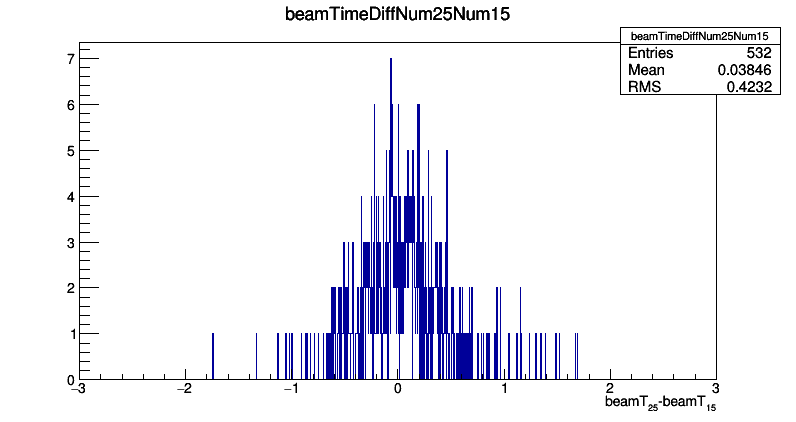 beamTimeDiffNum25Num15
beamTimeDiffNum25Num15
Entries 532
Mean 0.03846
RMS 0.4232
7
6
5
4
3
2
1
0
−3 −2 −1 0 1 2 3
beamT25-beamT15